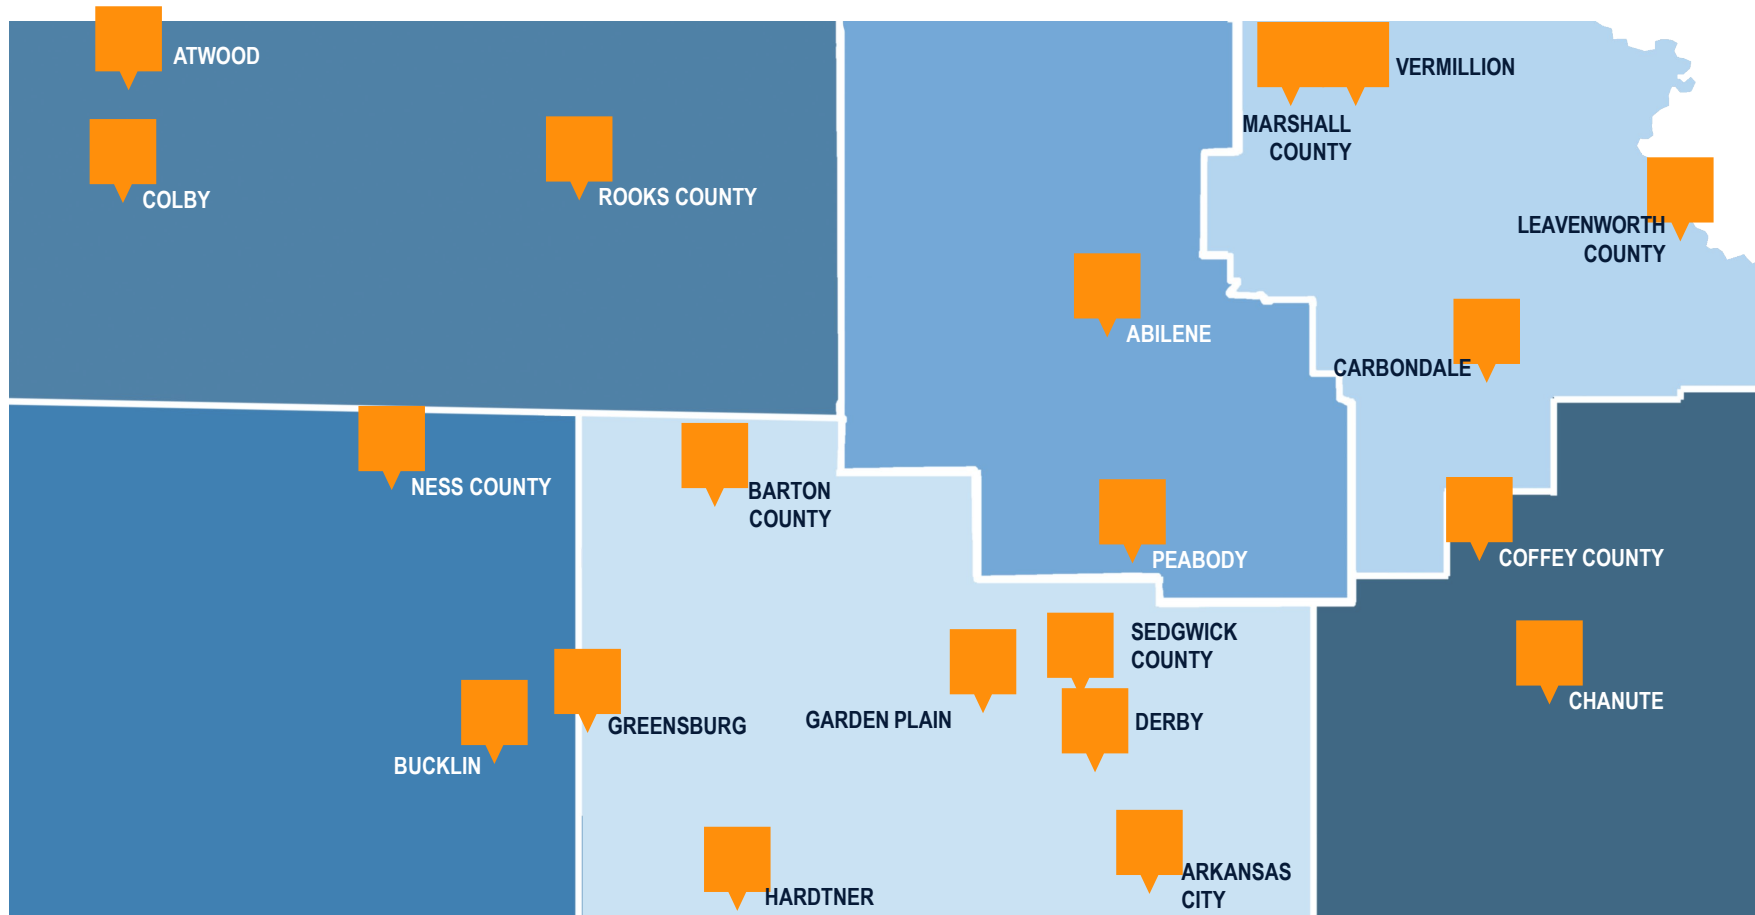 ATWOOD
VERMILLION
MARSHALL
COUNTY
COLBY
ROOKS COUNTY
LEAVENWORTH
COUNTY
ABILENE
CARBONDALE
NESS COUNTY
BARTON
COUNTY
PEABODY
COFFEY COUNTY
SEDGWICK
COUNTY
GARDEN PLAIN
DERBY
GREENSBURG
CHANUTE
BUCKLIN
HARDTNER
ARKANSAS
CITY